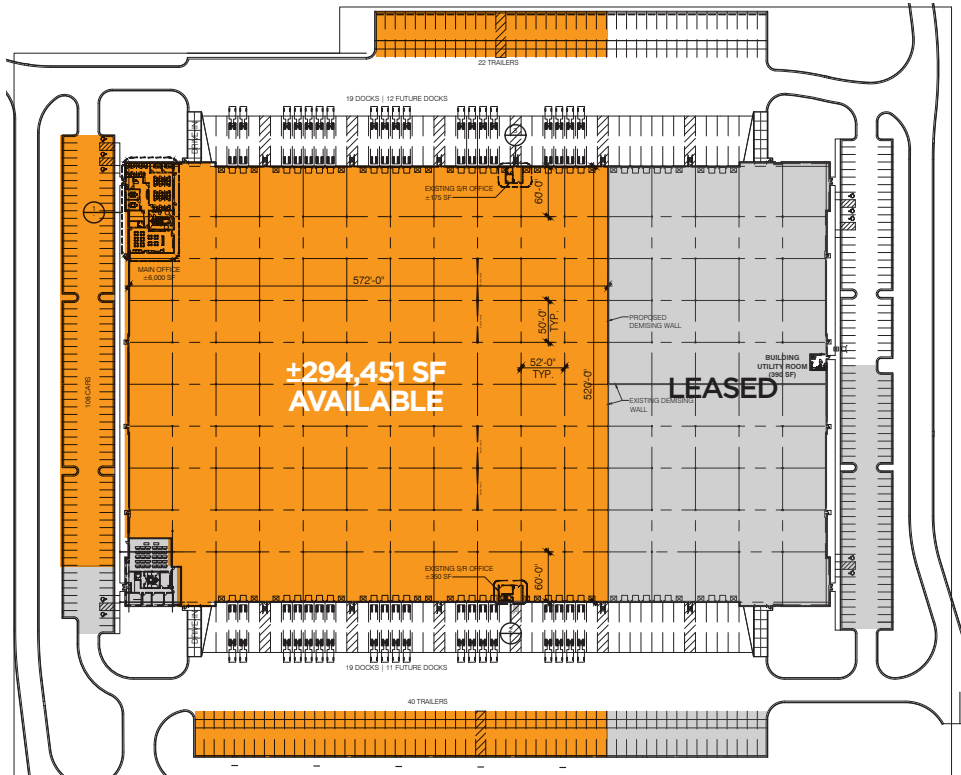 22 TRAILERS
19 DOCKS | 12 FUTURE DOCKS
3
EXISTING S/R OFFICE
±175 SF
60'-0"
1
MAIN OFFICE
±6,000 SF
572'-0"
50'-0"
TYP.
PROPOSED
DEMISING WALL
52'-0"
TYP.
520'-0"
BUILDING
UTILITY ROOM
(390 SF)
±294,451 SF
AVAILABLE
LEASED
EXISTING DEMISING
WALL
108 CARS
EXISTING S/R OFFICE
±350 SF
60'-0"
19 DOCKS | 11 FUTURE DOCKS
40 TRAILERS